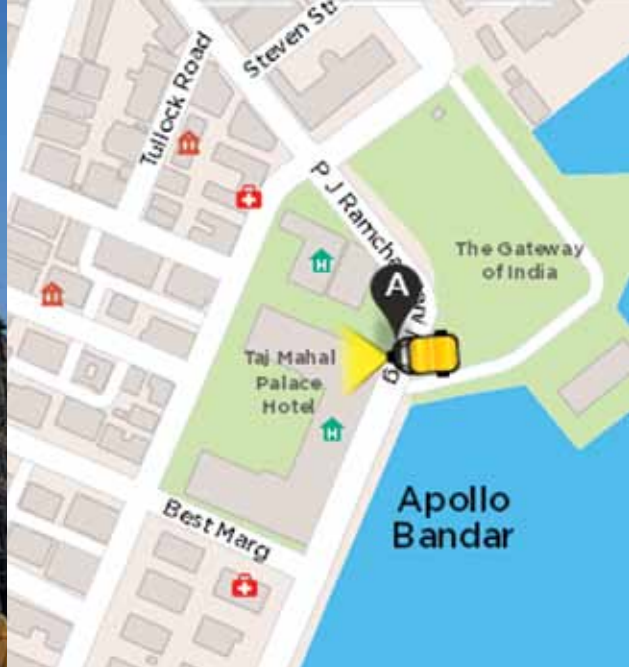 Steven St
Tullock Road
P J Ramcha
The Gateway
of India
A
H
Taj Mahal
Palace
Hotel
H
Apollo
Bandar
Best Marg